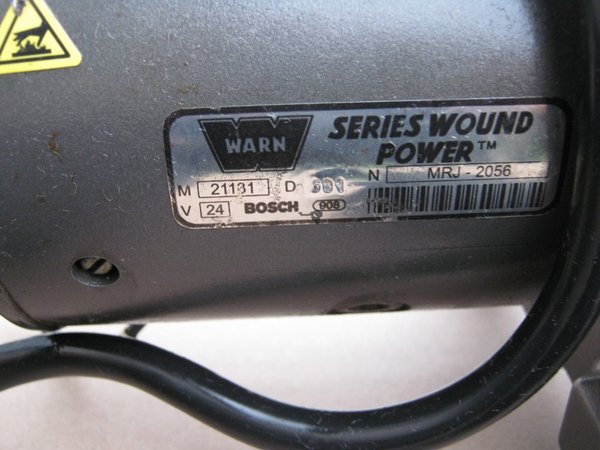 WARN
SERIES WOUND
POWER™
N MRJ - 2056
M 21131 D
V 24 BOSCH 908